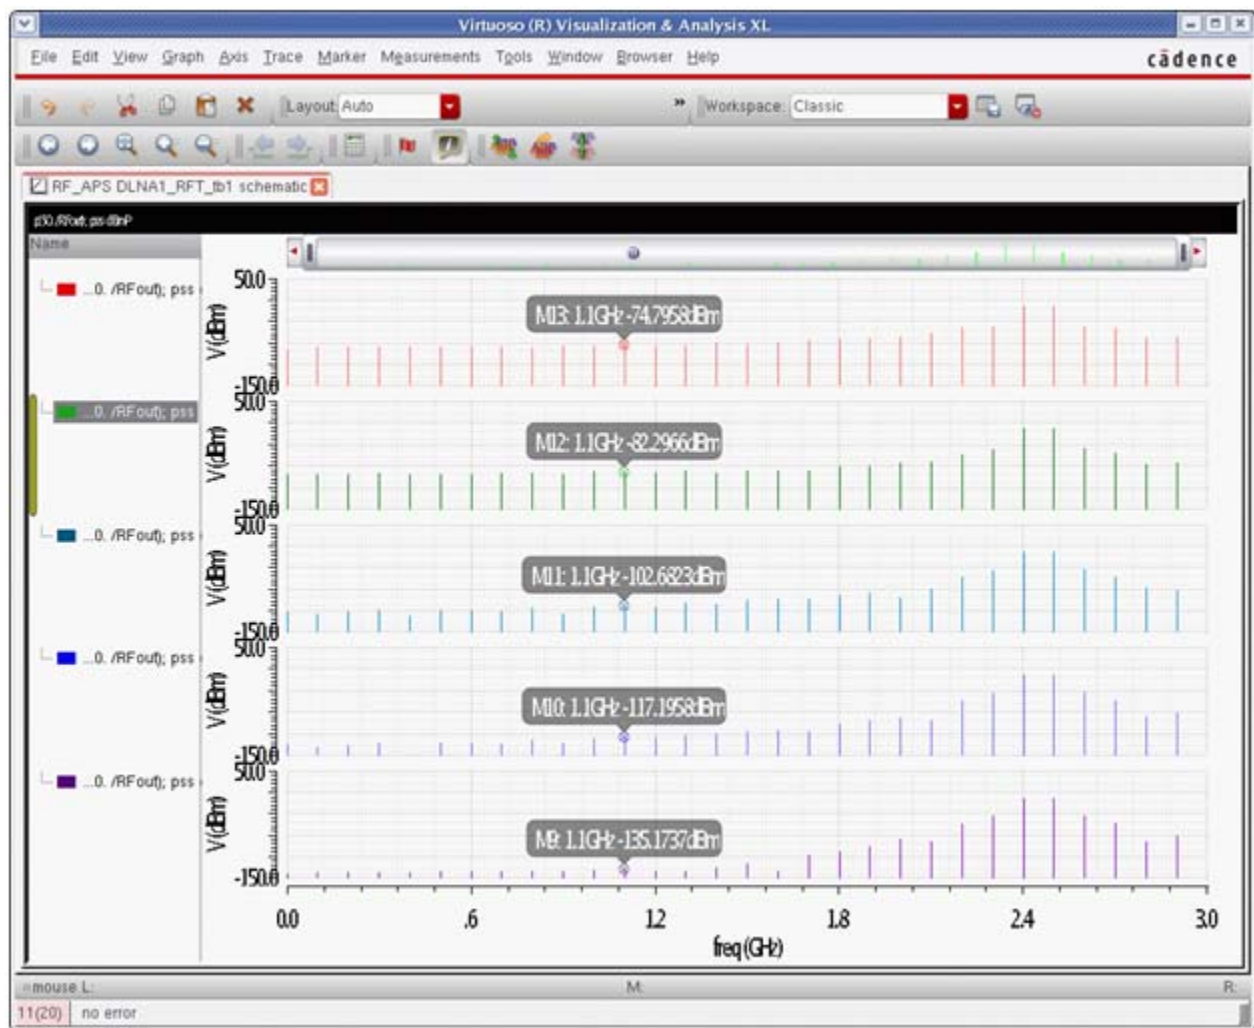 Virtuoso (R) Visualization & Analysis XL
File Edit View Graph Axis Trace Marker Measurements Tools Window Browser Help
cādence
Layout: Auto
» Workspace: Classic
RF_APS DLNA1_RFT_tb1 schematic
Name
...0. /RFout); pss
...0. /RFout); pss
...0. /RFout); pss
...0. /RFout); pss
...0. /RFout); pss
50.0
V (dBm)
M13: 1.1GHz -74.7958dBm
-150.0
50.0
V (dBm)
M12: 1.1GHz -82.2966dBm
-150.0
50.0
V (dBm)
M11: 1.1GHz -102.6823dBm
-150.0
50.0
V (dBm)
M10: 1.1GHz -117.1958dBm
-150.0
50.0
V (dBm)
M9: 1.1GHz -135.1737dBm
-150.0
0.0 .6 1.2 1.8 2.4 3.0
freq (GHz)
mouse L: M: R:
11(20) no error